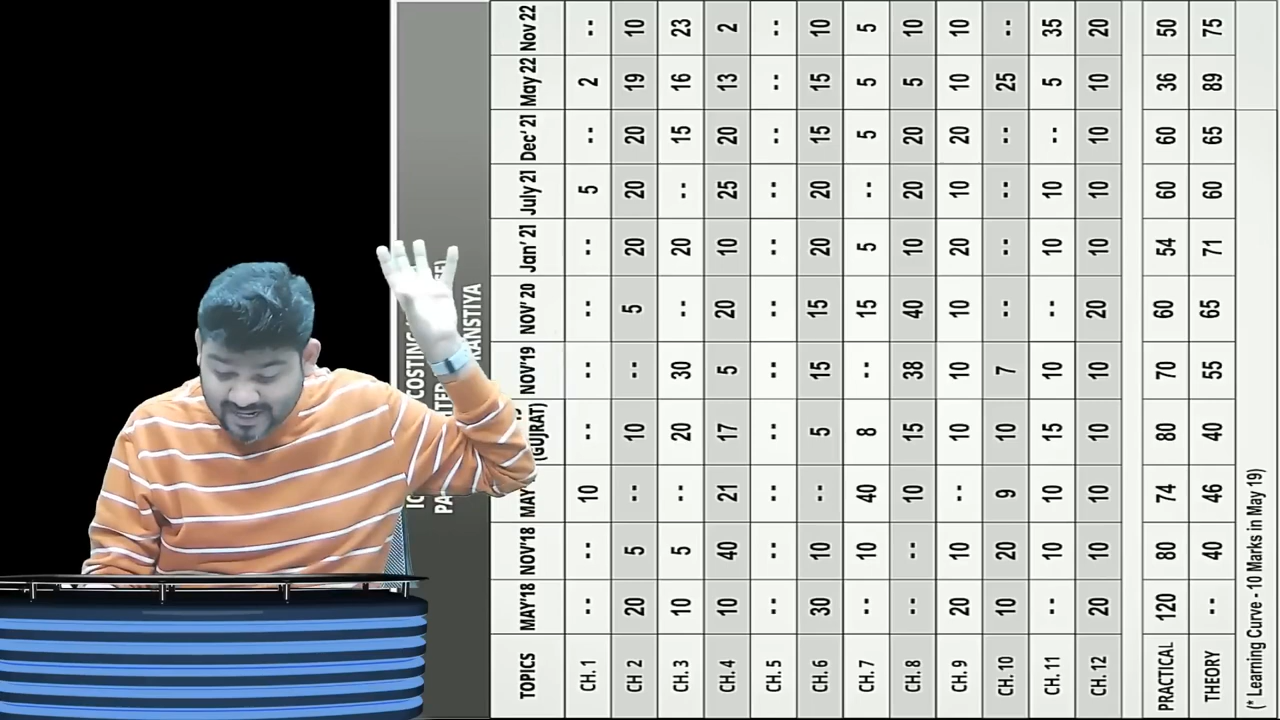 COSTING
TOPICS MAY'18 NOV'18 MAY (GUJRAT) NOV'19 NOV' 20 Jan' 21 July 21 Dec' 21 May 22 Nov 22
CH. 1 -- -- 10 -- -- -- -- 5 -- 2 --
CH 2 20 5 -- 10 -- 5 20 20 20 19 10
CH. 3 10 5 -- 20 30 -- 20 -- 15 16 23
CH. 4 10 40 21 17 5 20 10 25 20 13 2
CH. 5 -- -- -- -- -- -- -- -- --
CH. 6 30 10 -- 5 15 15 20 20 15 15 10
CH. 7 -- 10 40 8 -- 15 5 -- 5 5 5
CH. 8 -- -- 10 15 38 40 10 20 20 5 10
CH. 9 20 10 -- 10 10 10 20 10 20 10 10
CH. 10 10 20 9 10 7 -- -- -- -- 25 --
CH. 11 -- 10 10 15 10 -- 10 10 -- 5 35
CH. 12 20 10 10 10 10 20 10 10 10 10 20
PRACTICAL 120 80 74 80 70 60 54 60 60 36 50
THEORY -- 40 46 40 55 65 71 60 65 89 75
(* Learning Curve - 10 Marks in May 19)